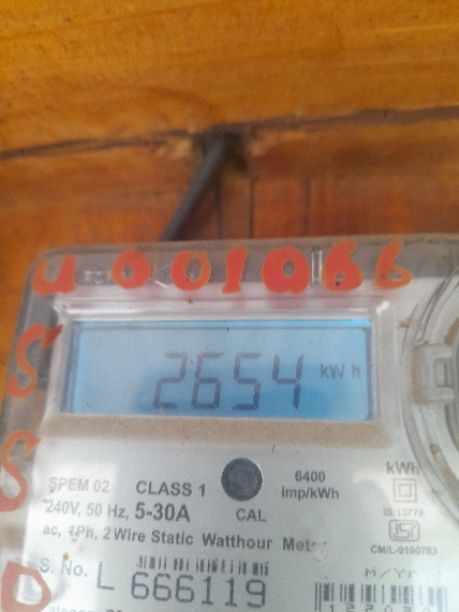 U001066
S
S
D
2654 kWh
SPEM 02 CLASS 1
6400 imp/kWh
kWh
240V, 50 Hz, 5-30A
CAL
IS:13779
ac, 1Ph, 2 Wire Static Watthour Meter
CM/L-9190783
S. No. L 666119